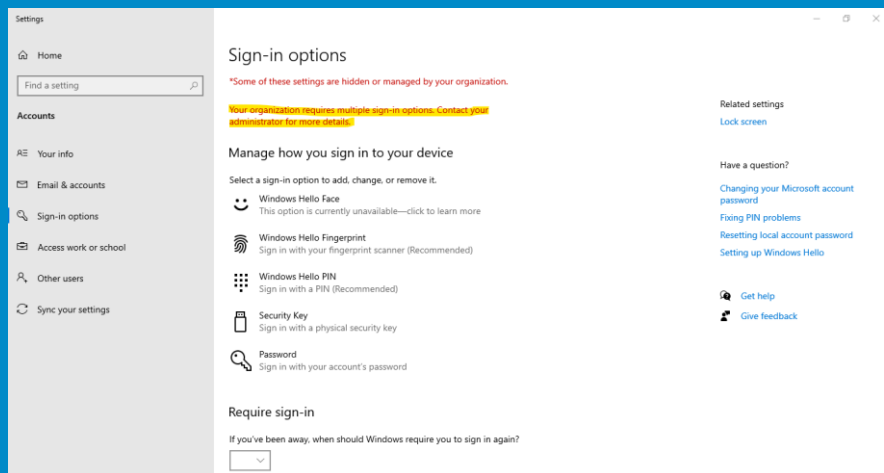 Settings
Home
Find a setting
Accounts
Your info
Email & accounts
Sign-in options
Access work or school
Other users
Sync your settings
Sign-in options
*Some of these settings are hidden or managed by your organization.
Your organization requires multiple sign-in options. Contact your
administrator for more details.
Manage how you sign in to your device
Select a sign-in option to add, change, or remove it.
Windows Hello Face
This option is currently unavailable—click to learn more
Windows Hello Fingerprint
Sign in with your fingerprint scanner (Recommended)
Windows Hello PIN
Sign in with a PIN (Recommended)
Security Key
Sign in with a physical security key
Password
Sign in with your account's password
Require sign-in
If you've been away, when should Windows require you to sign in again?
Related settings
Lock screen
Have a question?
Changing your Microsoft account
password
Fixing PIN problems
Resetting local account password
Setting up Windows Hello
Get help
Give feedback